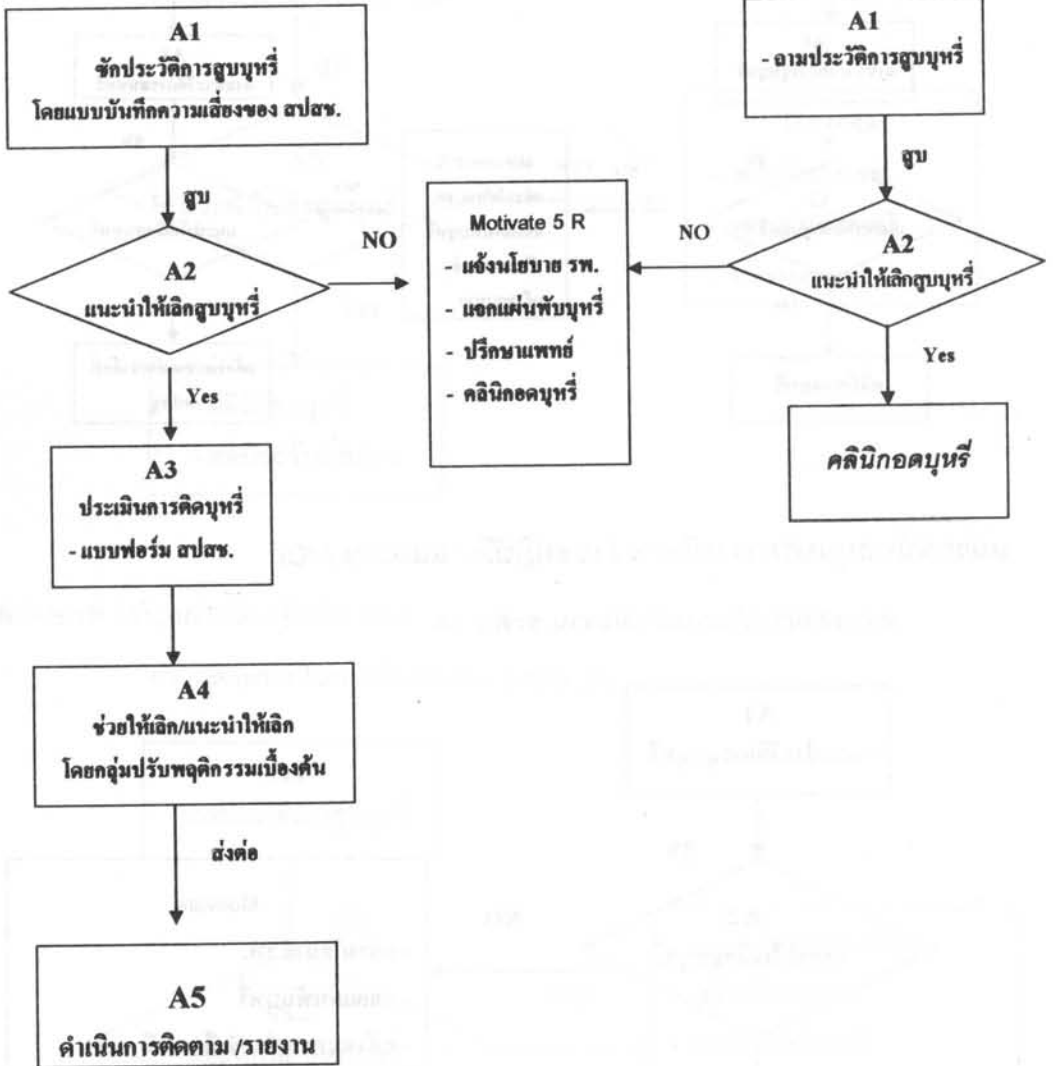 A1
ซักประวัติการสูบบุหรี่
โดยแบบบันทึกความเสี่ยงของ สปสช.
สูบ
A2
แนะนำให้เลิกสูบบุหรี่
NO
Yes
A3
ประเมินการติดบุหรี่
- แบบฟอร์ม สปสช.
A4
ช่วยให้เลิก/แนะนำให้เลิก
โดยกลุ่มปรับพฤติกรรมเบื้องต้น
ส่งต่อ
A5
ดำเนินการติดตาม /รายงาน
Motivate 5 R
- แจ้งนโยบาย รพ.
- แจกแผ่นพับบุหรี่
- ปรึกษาแพทย์
- คลินิกอดบุหรี่
A1
- ถามประวัติการสูบบุหรี่
สูบ
NO
A2
แนะนำให้เลิกสูบบุหรี่
Yes
คลินิกอดบุหรี่